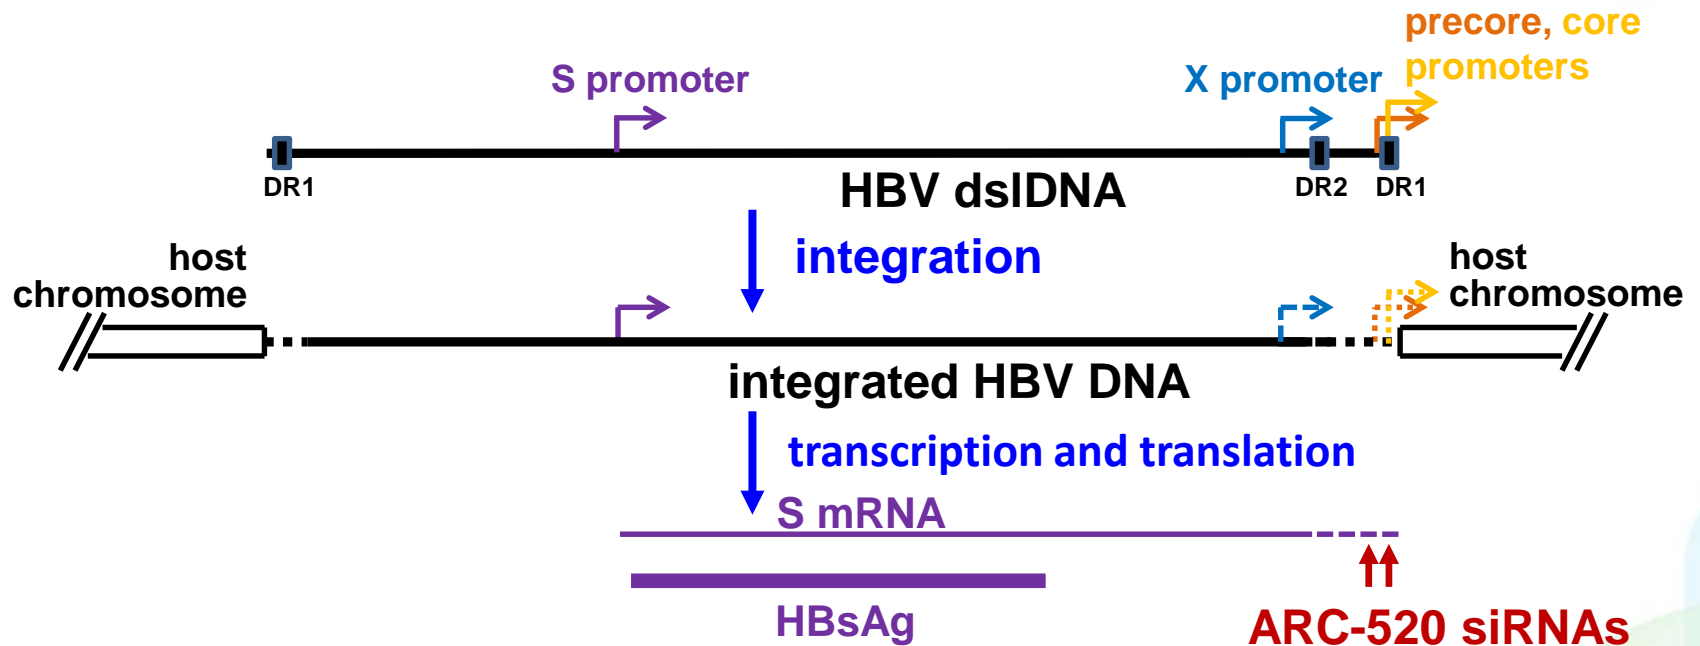 precore, core
promoters
S promoter
X promoter
DR1
HBV dslDNA
DR2
DR1
integration
host
chromosome
host
chromosome
integrated HBV DNA
transcription and translation
S mRNA
HBsAg
ARC-520 siRNAs